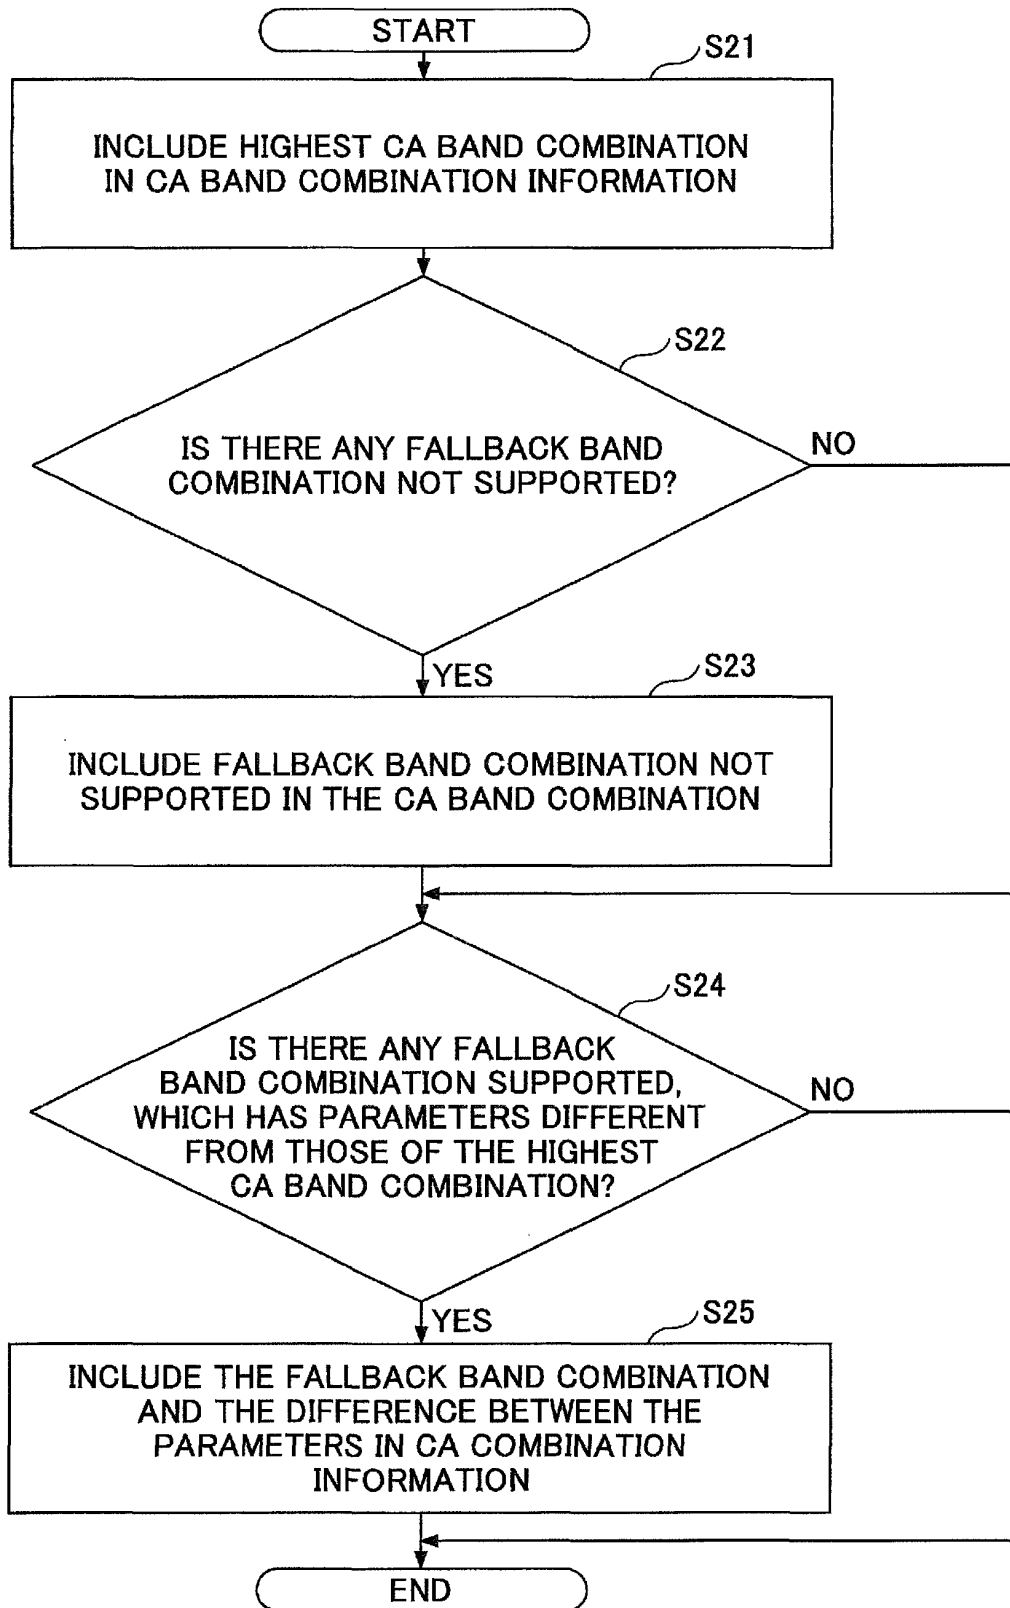 START
S21
INCLUDE HIGHEST CA BAND COMBINATION
IN CA BAND COMBINATION INFORMATION
S22
IS THERE ANY FALLBACK BAND
COMBINATION NOT SUPPORTED?
NO
YES
S23
INCLUDE FALLBACK BAND COMBINATION NOT
SUPPORTED IN THE CA BAND COMBINATION
S24
IS THERE ANY FALLBACK
BAND COMBINATION SUPPORTED,
WHICH HAS PARAMETERS DIFFERENT
FROM THOSE OF THE HIGHEST
CA BAND COMBINATION?
NO
YES
S25
INCLUDE THE FALLBACK BAND COMBINATION
AND THE DIFFERENCE BETWEEN THE
PARAMETERS IN CA COMBINATION
INFORMATION
END